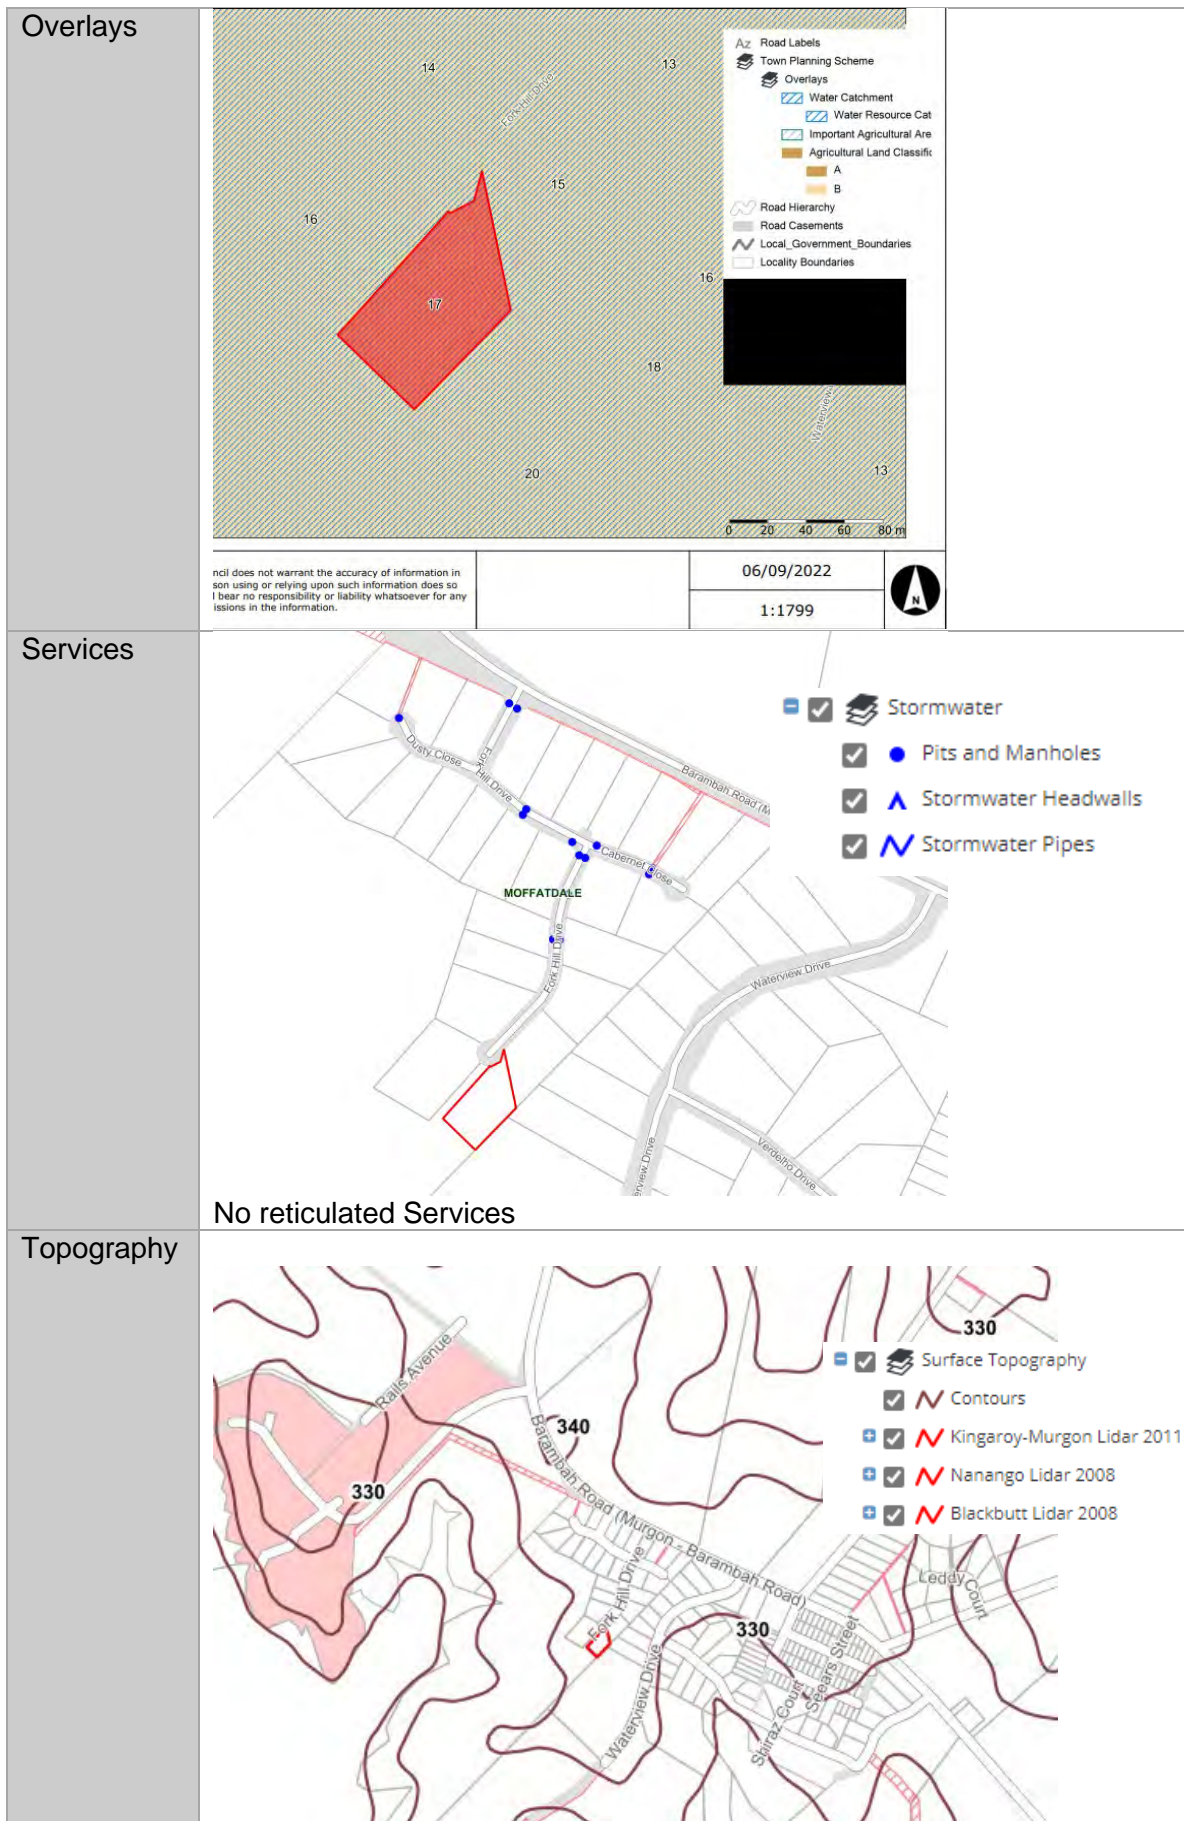 Overlays
14
13
Fork Hill Drive
15
16
17
16
18
20
13
Waterview
Az Road Labels
Town Planning Scheme
Overlays
Water Catchment
Water Resource Cat
Important Agricultural Are
Agricultural Land Classific
A
B
Road Hierarchy
Road Casements
Local_Government_Boundaries
Locality Boundaries
0 20 40 60 80 m
ncil does not warrant the accuracy of information in
son using or relying upon such information does so
l bear no responsibility or liability whatsoever for any
issions in the information.
06/09/2022
1:1799
N
Services
Dusty Close
Fork
Hill Drive
Barambah Road (M
Cabernet Close
MOFFATDALE
Fork Hill Drive
Fork Hill Drive
Waterview Drive
Verdelho Drive
erview Drive
Stormwater
Pits and Manholes
Stormwater Headwalls
Stormwater Pipes
No reticulated Services
Topography
330
Rails Avenue
340
330
Barambah Road (Murgon - Barambah Road)
Fork Hill Drive
330
Waterview Drive
Shiraz Court
Seears Street
Leddy Court
Surface Topography
Contours
Kingaroy-Murgon Lidar 2011
Nanango Lidar 2008
Blackbutt Lidar 2008